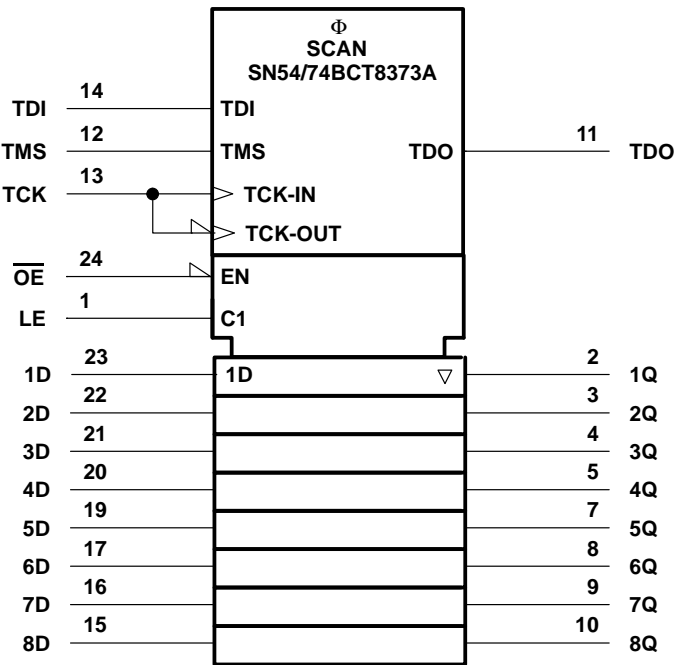 Φ
SCAN
SN54/74BCT8373A
TDI 14 TDI
TMS 12 TMS TDO 11 TDO
TCK 13 TCK-IN
TCK-OUT
OE 24 EN
LE 1 C1
1D 23 1D 2 1Q
2D 22 3 2Q
3D 21 4 3Q
4D 20 5 4Q
5D 19 7 5Q
6D 17 8 6Q
7D 16 9 7Q
8D 15 10 8Q